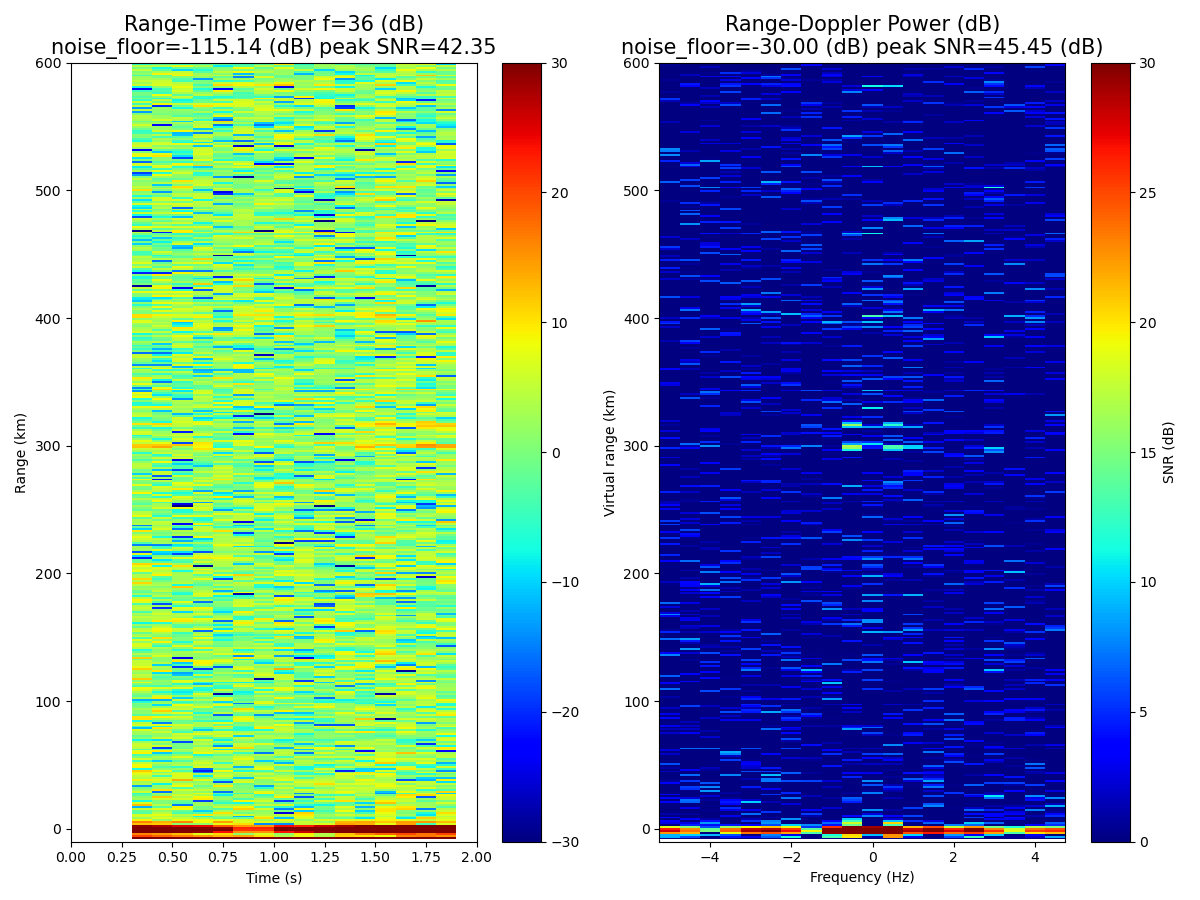 Range-Time Power f=36 (dB)
noise_floor=-115.14 (dB) peak SNR=42.35
Range-Doppler Power (dB)
noise_floor=-30.00 (dB) peak SNR=45.45 (dB)
600
500
400
300
200
100
0
Range (km)
0.00 0.25 0.50 0.75 1.00 1.25 1.50 1.75 2.00
Time (s)
30
20
10
0
−10
−20
−30
600
500
400
300
200
100
0
Virtual range (km)
−4 −2 0 2 4
Frequency (Hz)
30
25
20
15
10
5
0
SNR (dB)